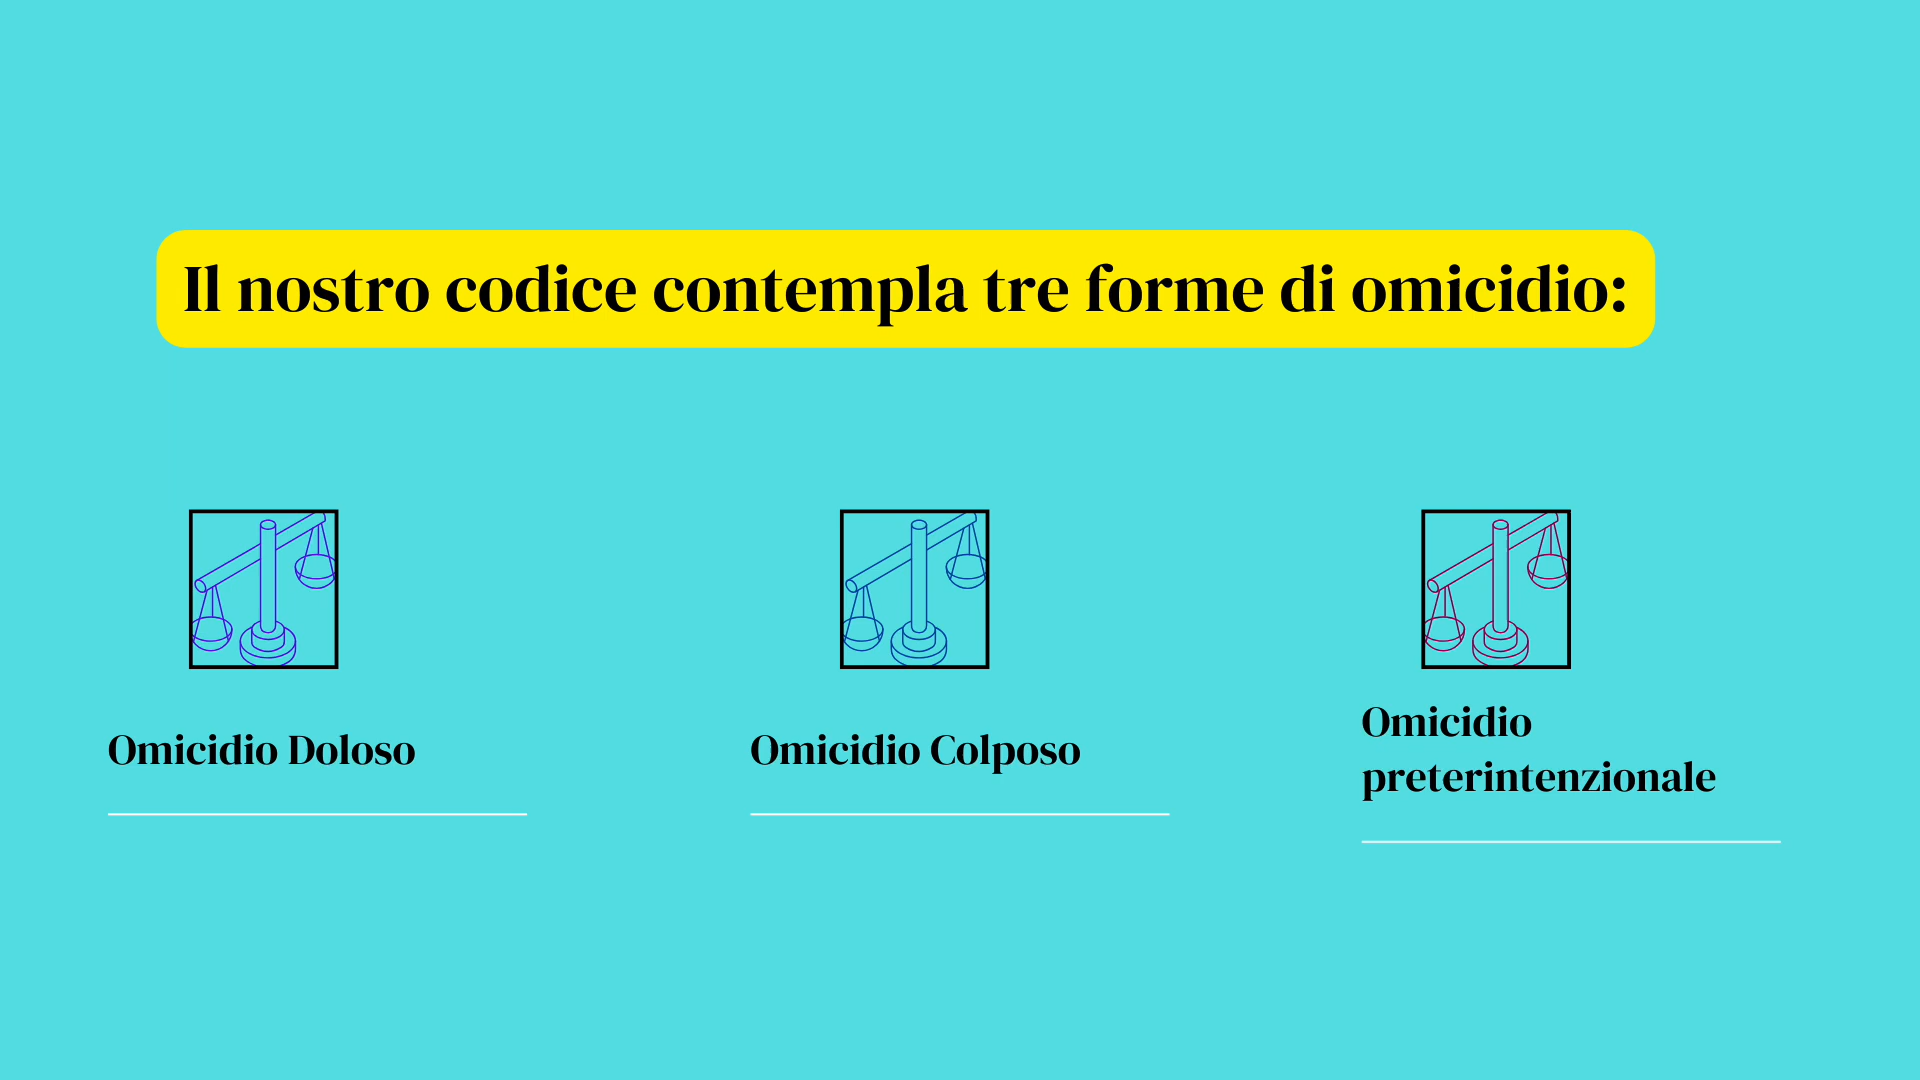 Il nostro codice contempla tre forme di omicidio:
Omicidio Doloso
Omicidio Colposo
Omicidio
preterintenzionale